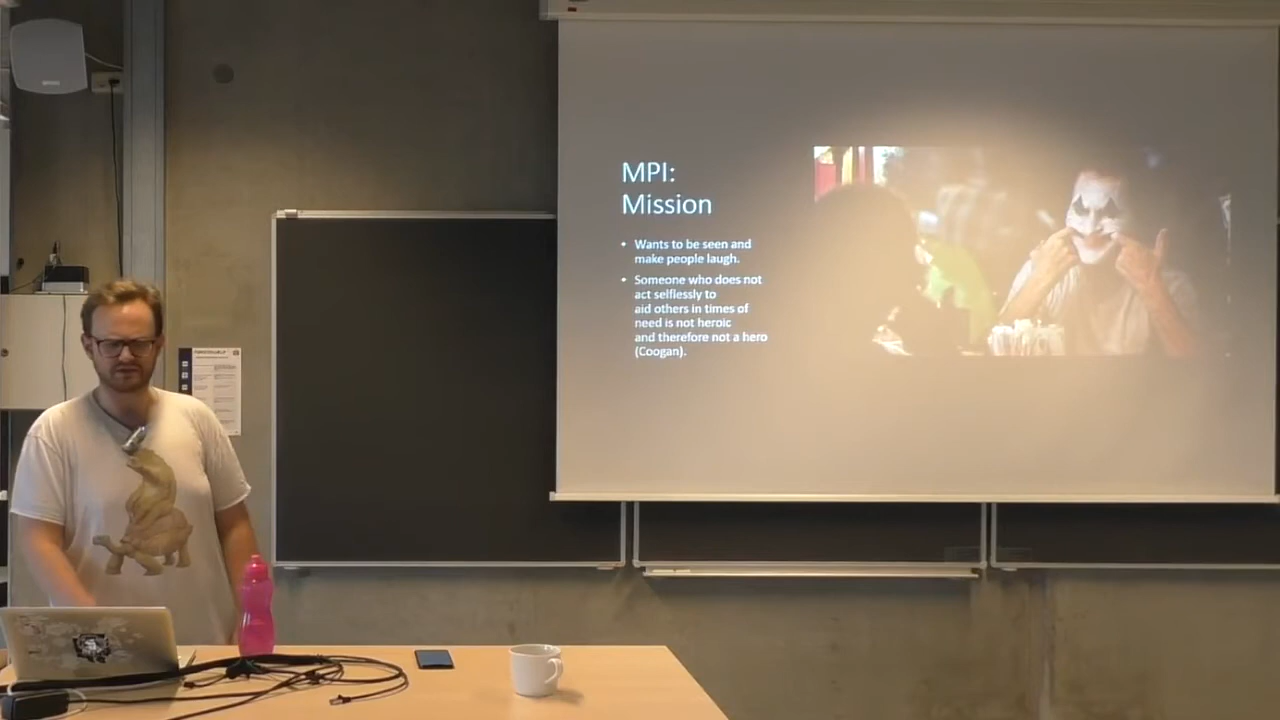 MPI:
Mission
• Wants to be seen and
make people laugh.
• Someone who does not
act selflessly to
aid others in times of
need is not heroic
and therefore not a hero
(Coogan).